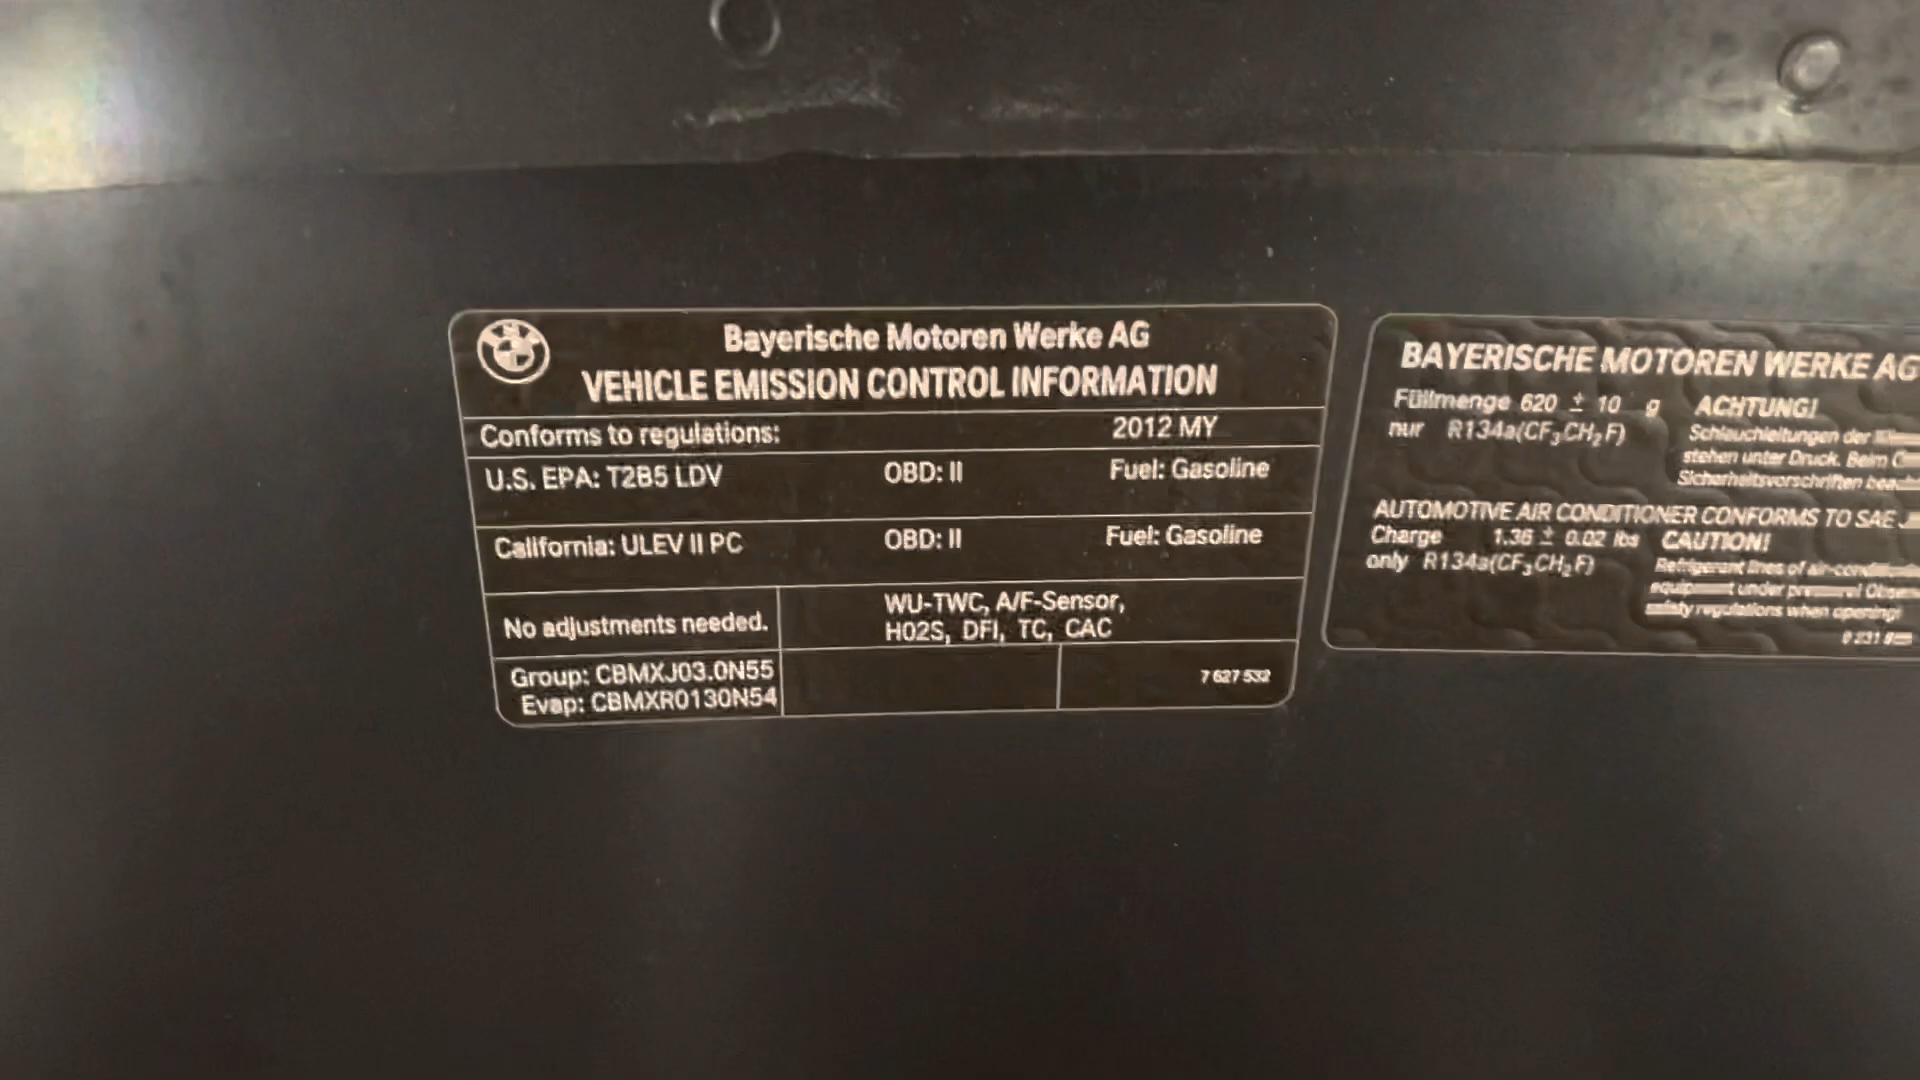 Bayerische Motoren Werke AG
VEHICLE EMISSION CONTROL INFORMATION
Conforms to regulations: 2012 MY
U.S. EPA: T2B5 LDV OBD: II Fuel: Gasoline
California: ULEV II PC OBD: II Fuel: Gasoline
No adjustments needed.
WU-TWC, A/F-Sensor,
HO2S, DFI, TC, CAC
Group: CBMXJ03.0N55
Evap: CBMXR0130N54
7 627 532
BAYERISCHE MOTOREN WERKE AG
Füllmenge 620 ± 10 g
nur R134a(CF₃CH₂F)
ACHTUNG!
Schlauchleitungen der
stehen unter Druck. Beim
Sicherheitsvorschriften
AUTOMOTIVE AIR CONDITIONER CONFORMS TO SAE
Charge 1.36 ± 0.02 lbs
only R134a(CF₃CH₂F)
CAUTION!
Refrigerant lines of
equipment under pressure!
safety regulations when opening!